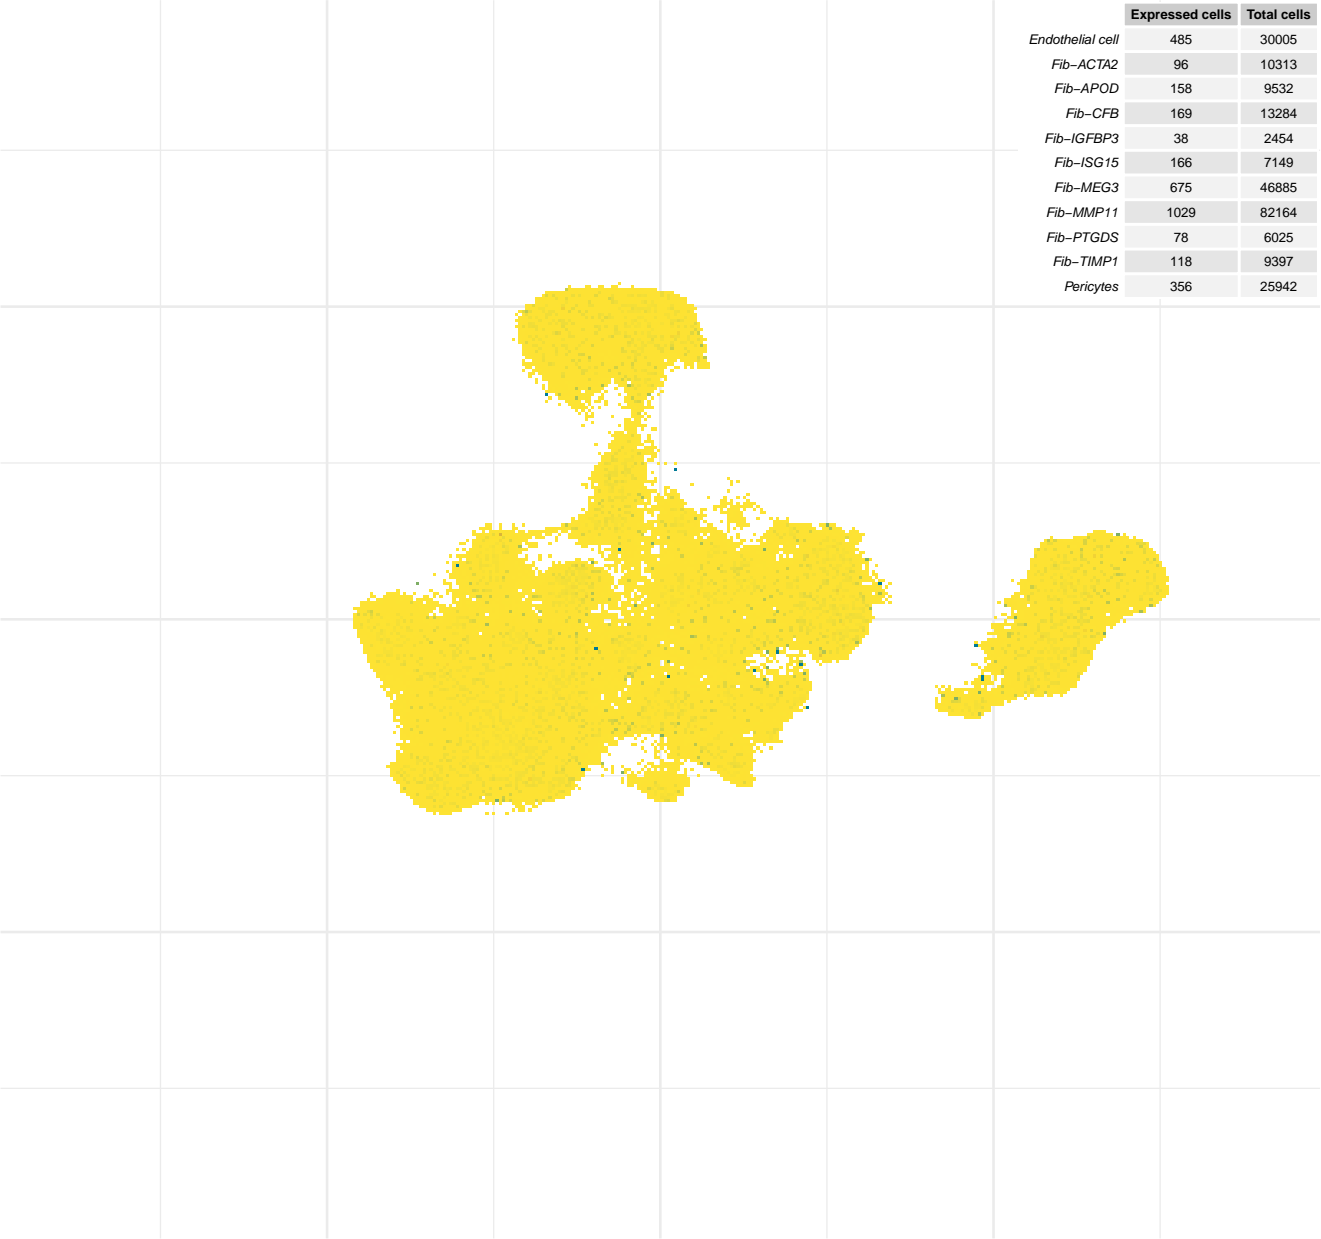 Expressed cells Total cells
Endothelial cell 485 30005
Fib−ACTA2 96 10313
Fib−APOD 158 9532
Fib−CFB 169 13284
Fib−IGFBP3 38 2454
Fib−ISG15 166 7149
Fib−MEG3 675 46885
Fib−MMP11 1029 82164
Fib−PTGDS 78 6025
Fib−TIMP1 118 9397
Pericytes 356 25942